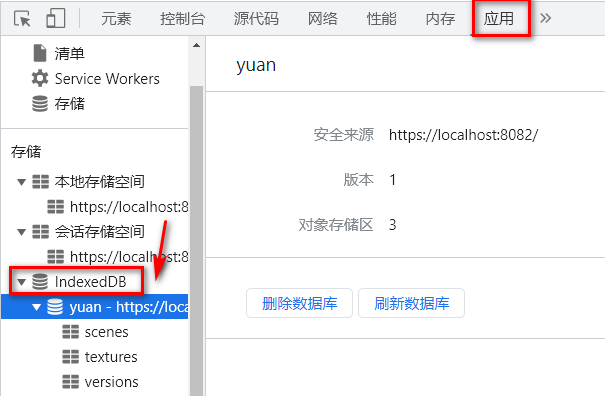 元素 控制台 源代码 网络 性能 内存 应用 »
清单
Service Workers
存储
存储
本地存储空间
https://localhost:8
会话存储空间
https://localhost:8
IndexedDB
yuan - https://loca
scenes
textures
versions
yuan
安全来源 https://localhost:8082/
版本 1
对象存储区 3
删除数据库 刷新数据库